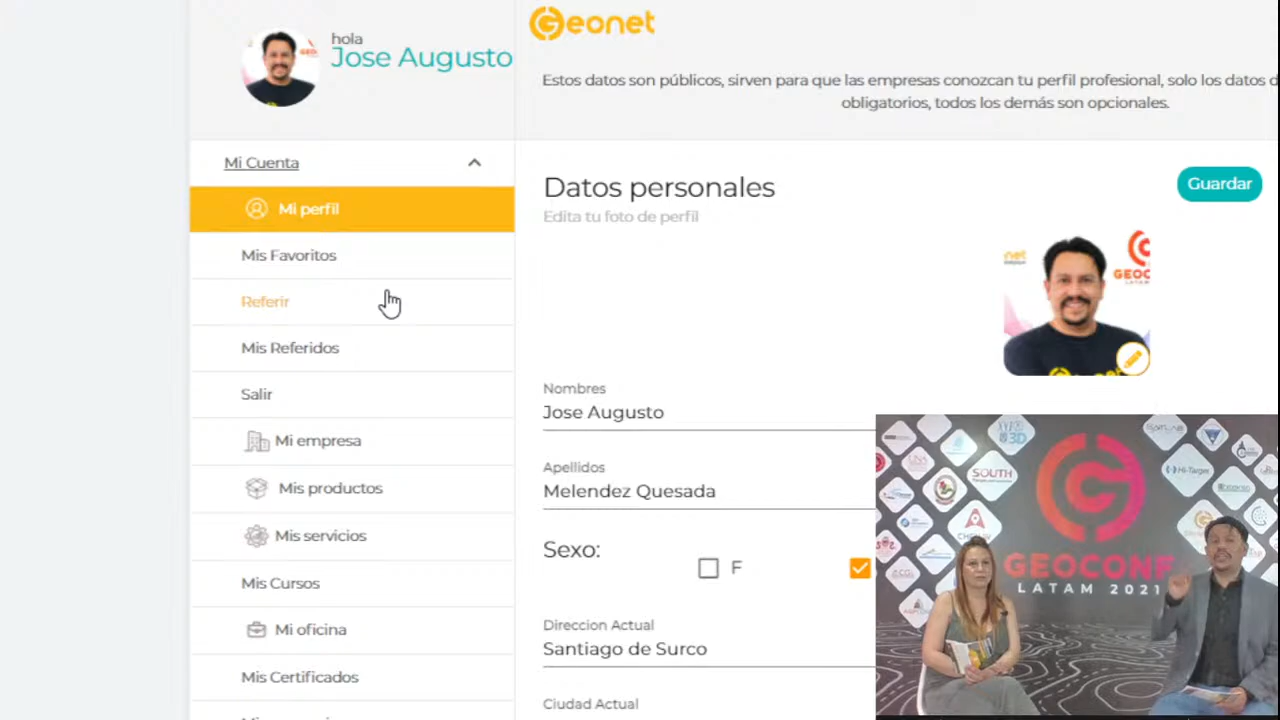 hola
Jose Augusto
Geonet
Estos datos son públicos, sirven para que las empresas conozcan tu perfil profesional, solo los datos
obligatorios, todos los demás son opcionales.
Mi Cuenta
Mi perfil
Mis Favoritos
Referir
Mis Referidos
Salir
Mi empresa
Mis productos
Mis servicios
Mis Cursos
Mi oficina
Mis Certificados
Datos personales
Guardar
Edita tu foto de perfil
Nombres
Jose Augusto
Apellidos
Melendez Quesada
Sexo:
F
Direccion Actual
Santiago de Surco
Ciudad Actual
SOUTH
Hi-Target
GEOCONF
LATAM 2021